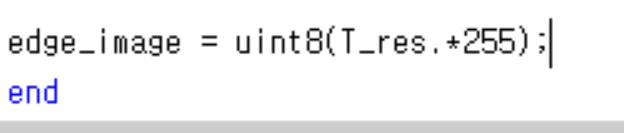 edge_image = uint8(T_res.*255);
end